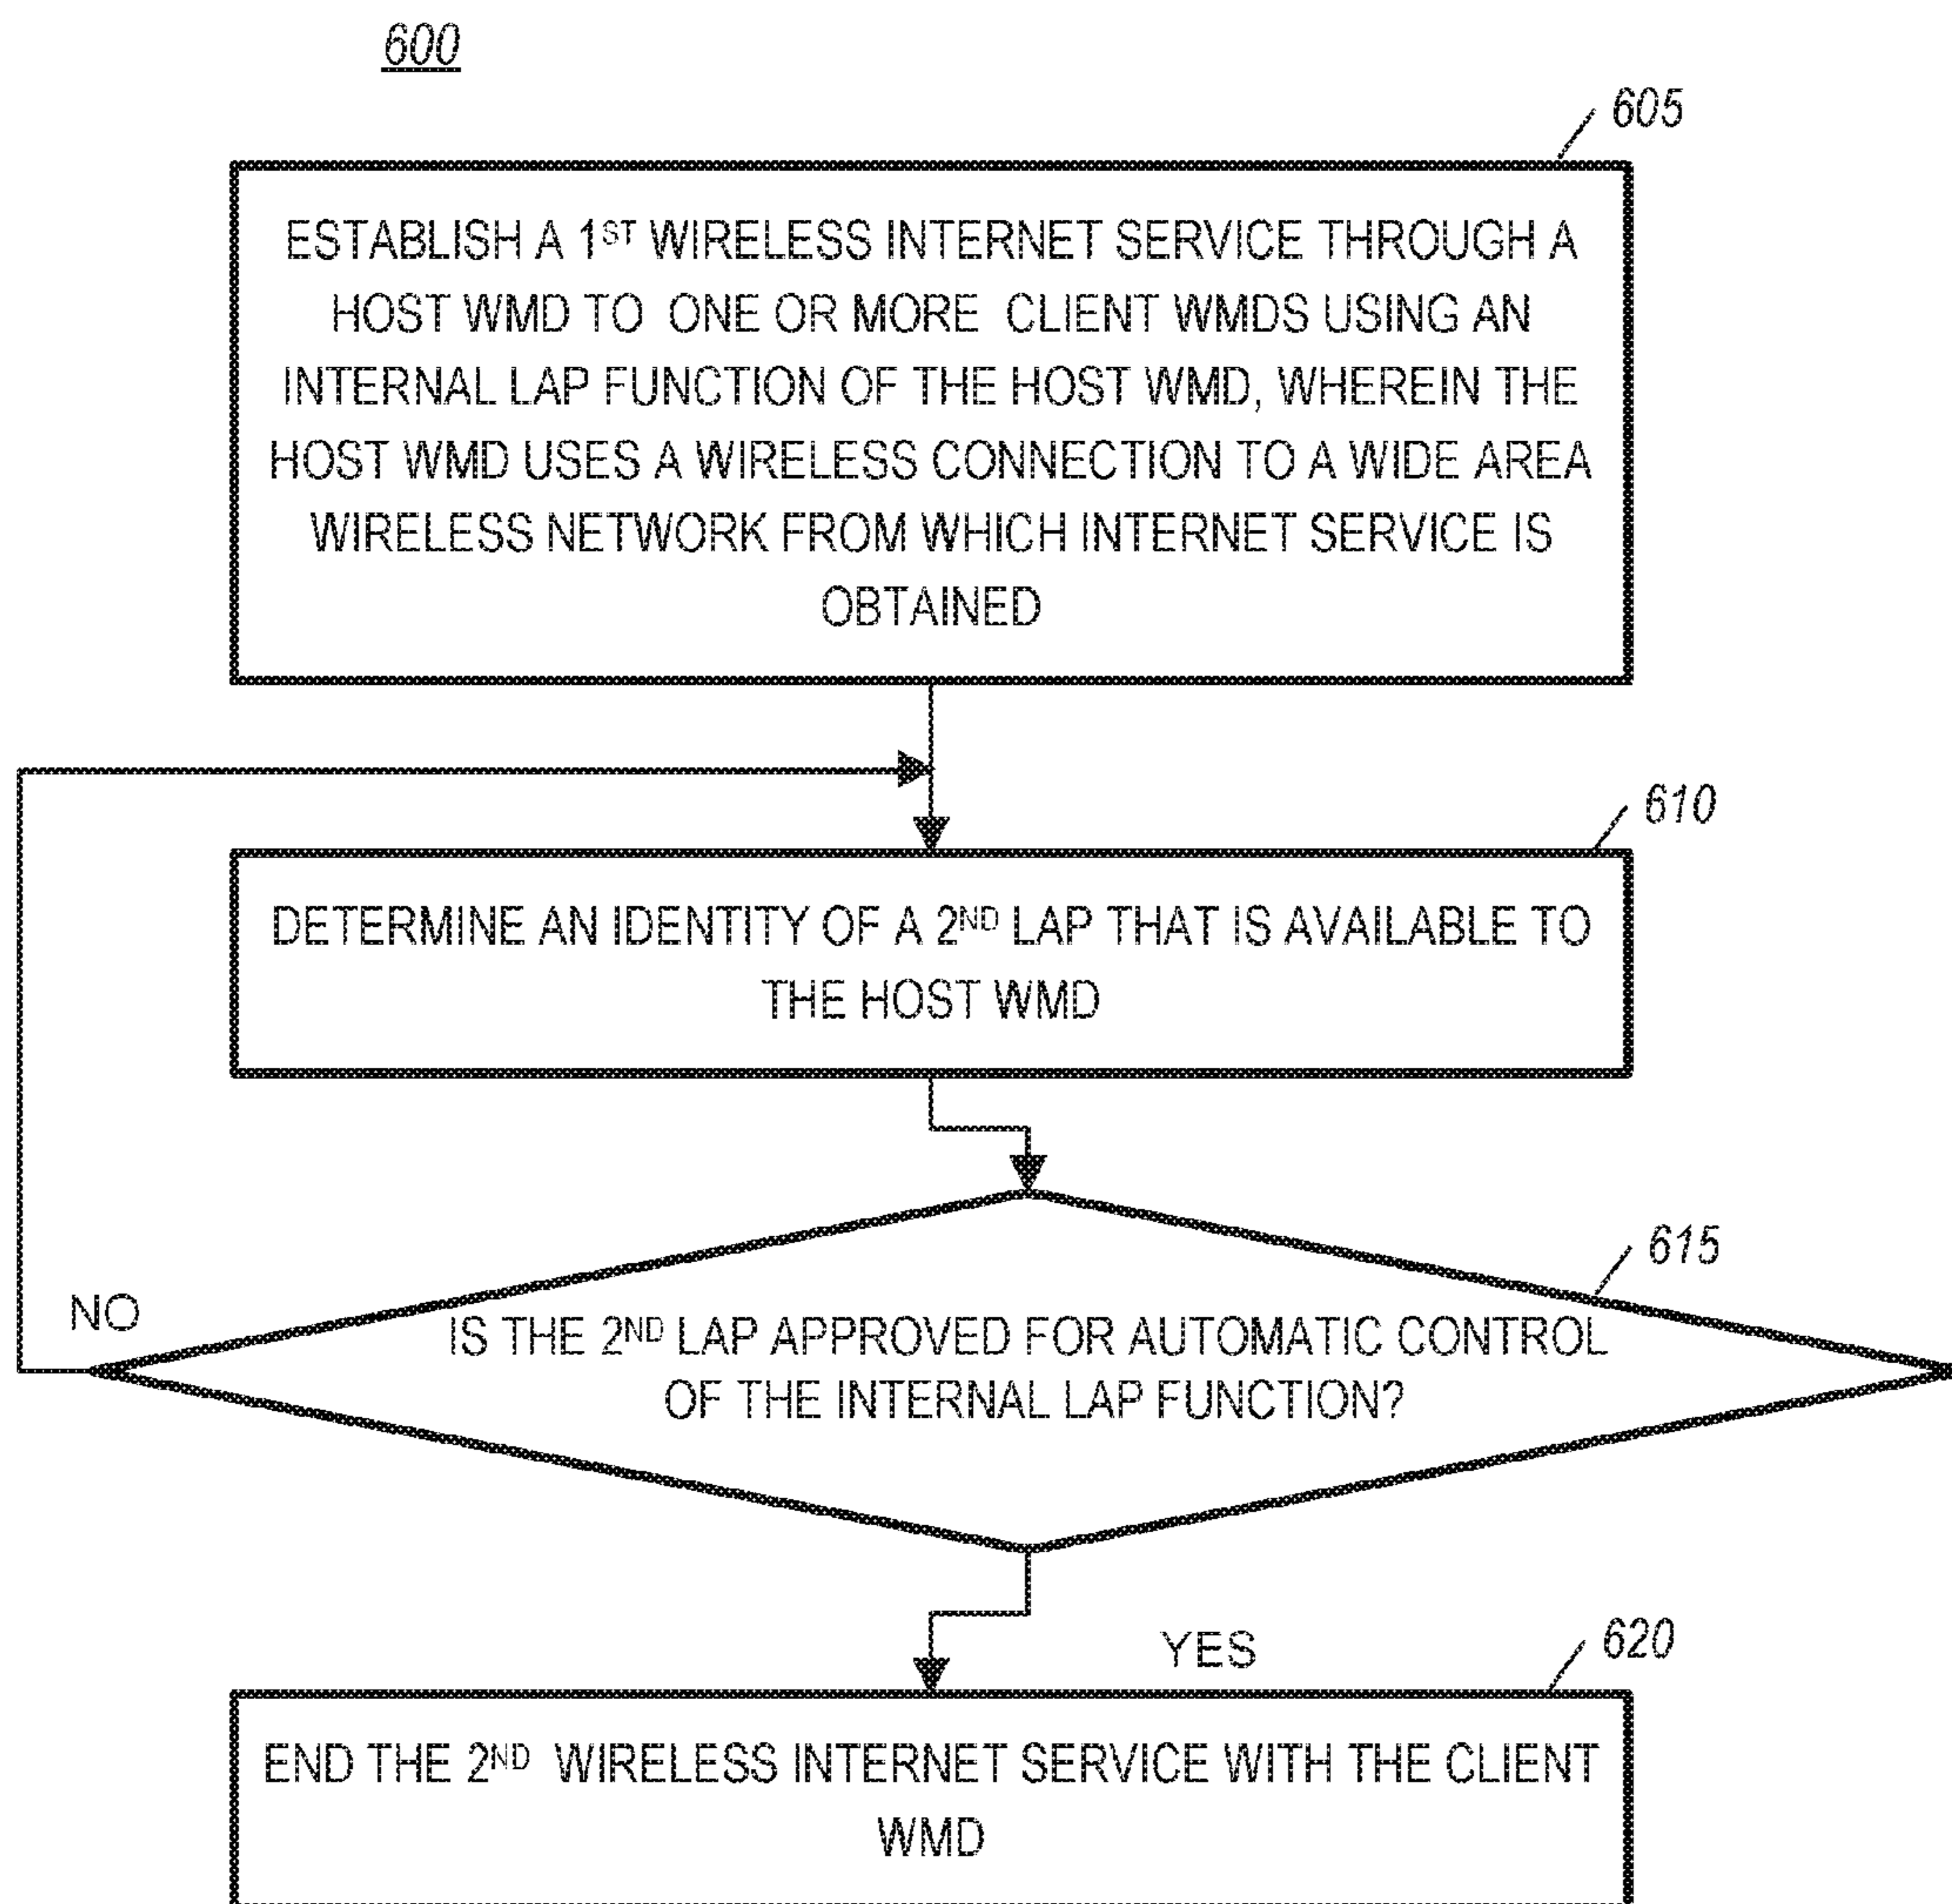 600
605
ESTABLISH A 1ST WIRELESS INTERNET SERVICE THROUGH A
HOST WMD TO ONE OR MORE CLIENT WMDS USING AN
INTERNAL LAP FUNCTION OF THE HOST WMD, WHEREIN THE
HOST WMD USES A WIRELESS CONNECTION TO A WIDE AREA
WIRELESS NETWORK FROM WHICH INTERNET SERVICE IS
OBTAINED
610
DETERMINE AN IDENTITY OF A 2ND LAP THAT IS AVAILABLE TO
THE HOST WMD
615
NO
IS THE 2ND LAP APPROVED FOR AUTOMATIC CONTROL
OF THE INTERNAL LAP FUNCTION?
YES
620
END THE 2ND WIRELESS INTERNET SERVICE WITH THE CLIENT
WMD